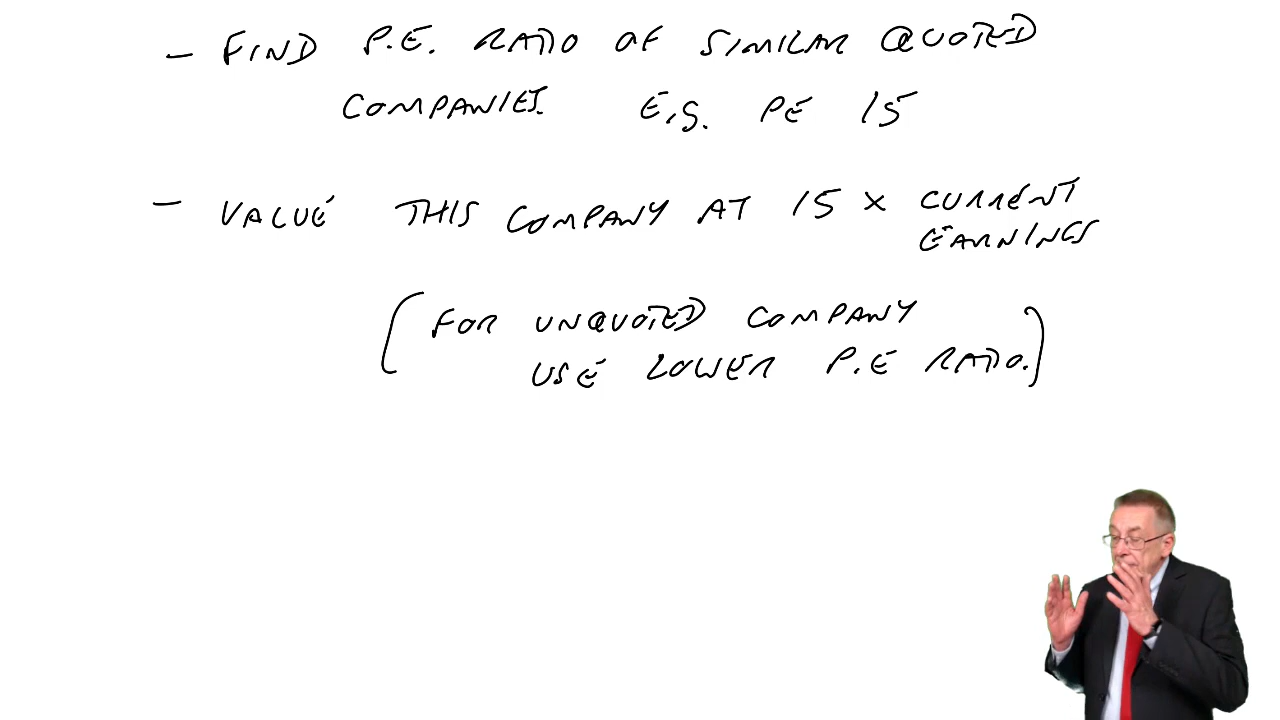 - FIND P.E. RATIO OF SIMILAR QUOTED
COMPANIES. E.G. PE 15
- VALUE THIS COMPANY AT 15 × CURRENT
EARNINGS
(FOR UNQUOTED COMPANY
USE LOWER P.E RATIO.)